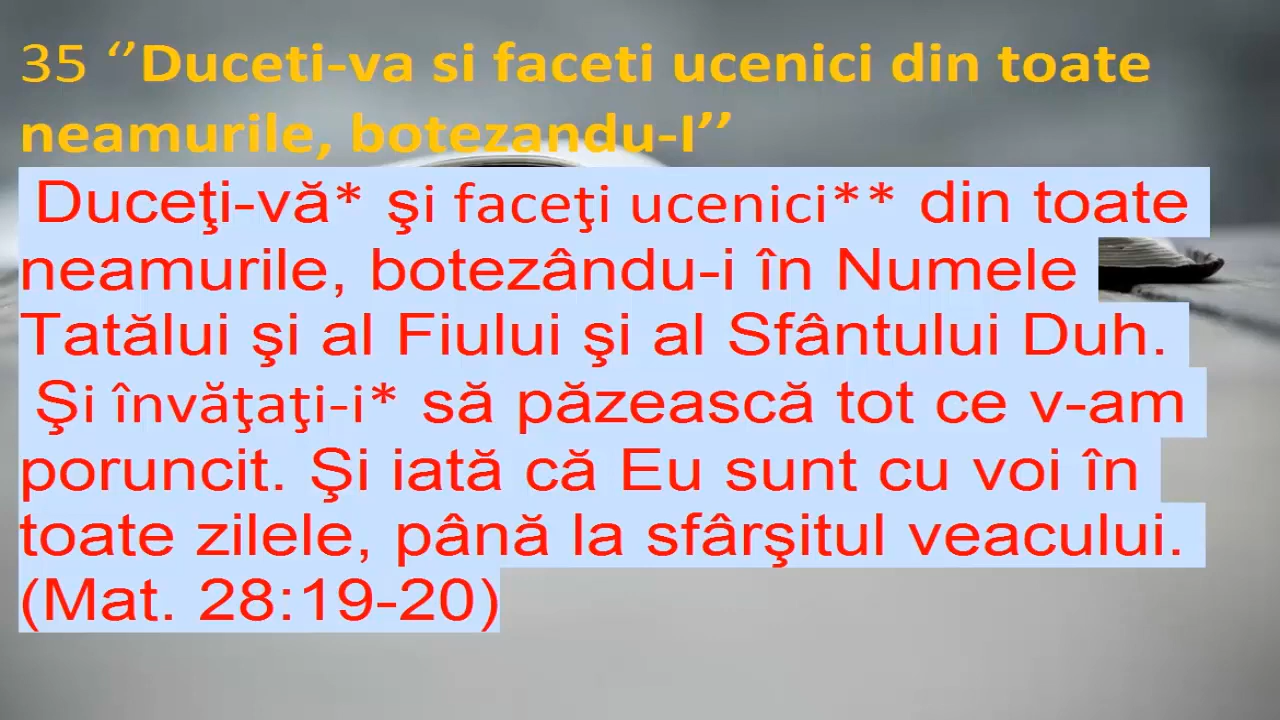 35 ‘’Duceti-va si faceti ucenici din toate
neamurile, botezandu-I’’
Duceţi-vă* şi faceţi ucenici** din toate
neamurile, botezându-i în Numele
Tatălui şi al Fiului şi al Sfântului Duh.
Şi învăţaţi-i* să păzească tot ce v-am
poruncit. Şi iată că Eu sunt cu voi în
toate zilele, până la sfârşitul veacului.
(Mat. 28:19-20)